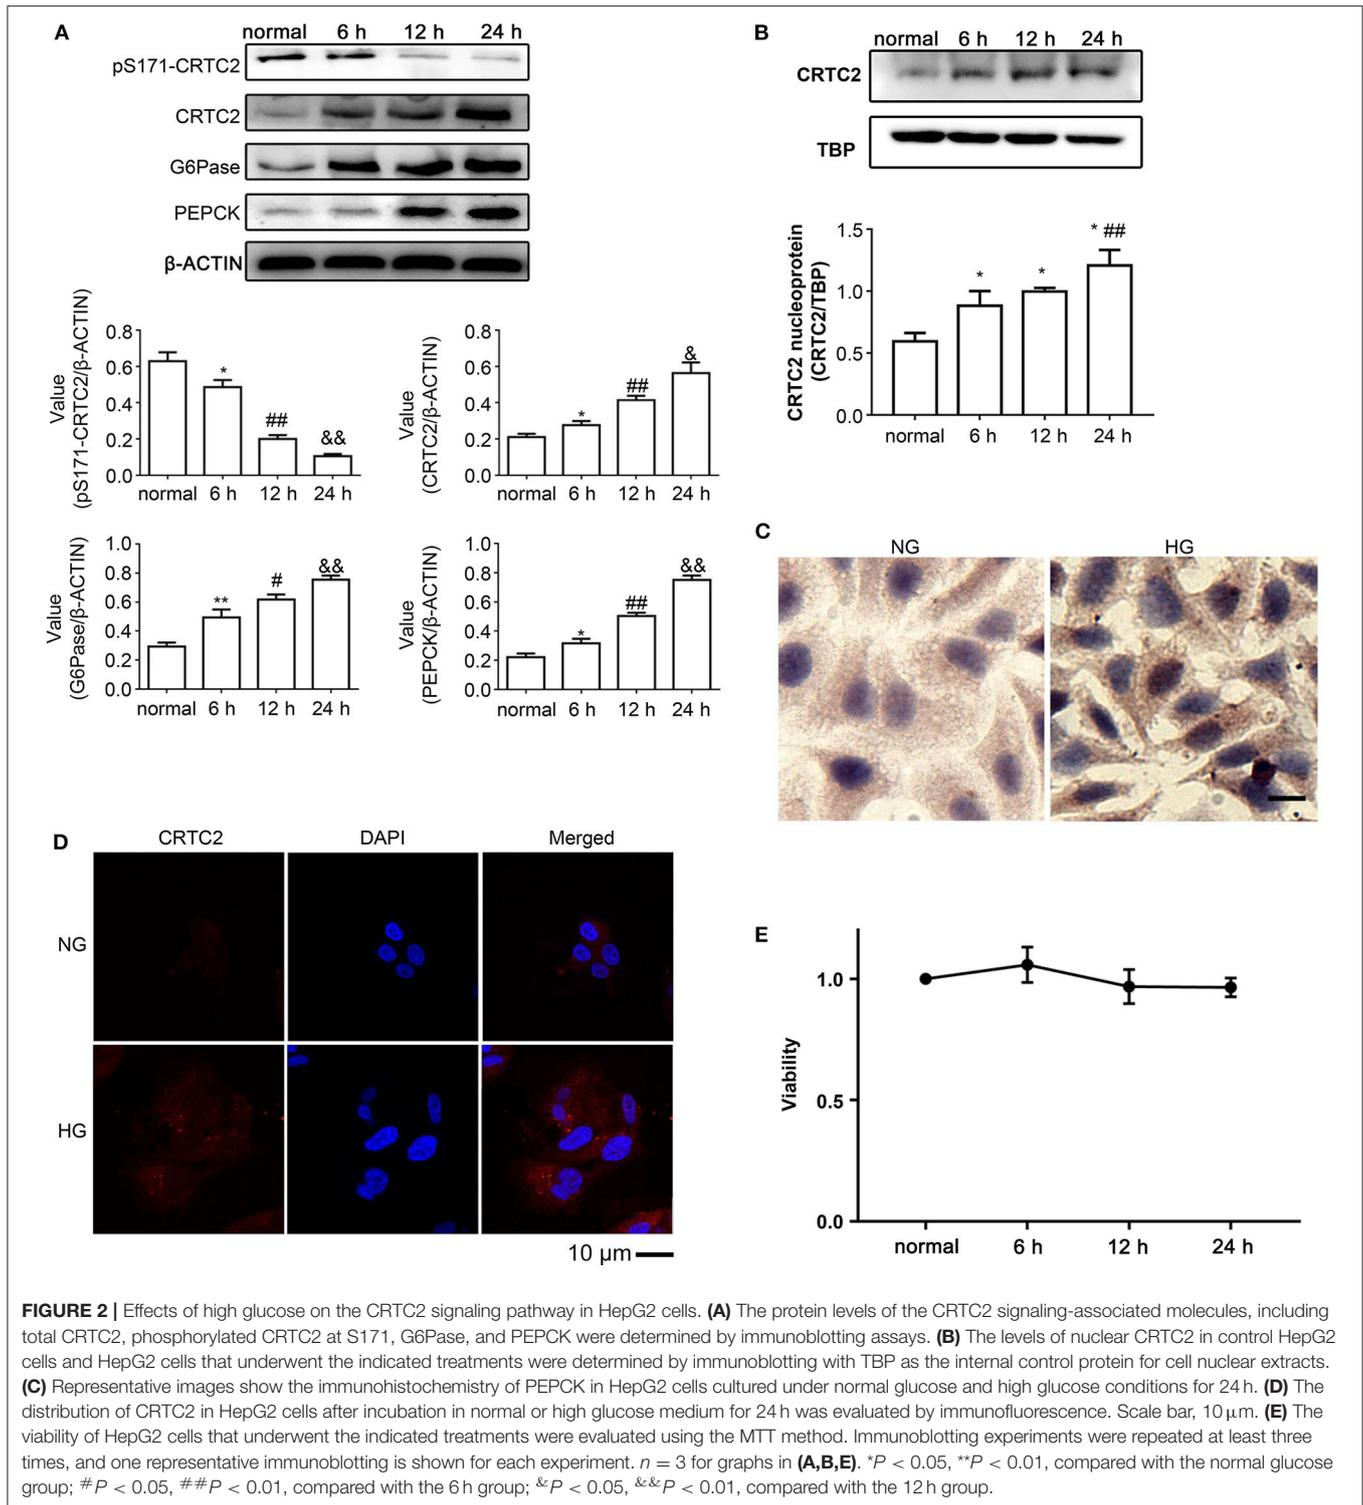 A
normal 6 h 12 h 24 h
pS171-CRTC2
CRTC2
G6Pase
PEPCK
β-ACTIN
Value
(pS171-CRTC2/β-ACTIN)
0.8
0.6
0.4
0.2
0.0
*
##
&&
normal 6 h 12 h 24 h
Value
(CRTC2/β-ACTIN)
0.8
0.6
0.4
0.2
0.0
*
##
&
normal 6 h 12 h 24 h
Value
(G6Pase/β-ACTIN)
1.0
0.8
0.6
0.4
0.2
0.0
**
#
&&
normal 6 h 12 h 24 h
Value
(PEPCK/β-ACTIN)
1.0
0.8
0.6
0.4
0.2
0.0
*
##
&&
normal 6 h 12 h 24 h
B
normal 6 h 12 h 24 h
CRTC2
TBP
CRTC2 nucleoprotein
(CRTC2/TBP)
1.5
1.0
0.5
0.0
*
*
* ##
normal 6 h 12 h 24 h
C
NG HG
D
CRTC2 DAPI Merged
NG
HG
10 µm
E
Viability
1.0
0.5
0.0
normal 6 h 12 h 24 h
FIGURE 2 | Effects of high glucose on the CRTC2 signaling pathway in HepG2 cells. (A) The protein levels of the CRTC2 signaling-associated molecules, including
total CRTC2, phosphorylated CRTC2 at S171, G6Pase, and PEPCK were determined by immunoblotting assays. (B) The levels of nuclear CRTC2 in control HepG2
cells and HepG2 cells that underwent the indicated treatments were determined by immunoblotting with TBP as the internal control protein for cell nuclear extracts.
(C) Representative images show the immunohistochemistry of PEPCK in HepG2 cells cultured under normal glucose and high glucose conditions for 24 h. (D) The
distribution of CRTC2 in HepG2 cells after incubation in normal or high glucose medium for 24 h was evaluated by immunofluorescence. Scale bar, 10 µm. (E) The
viability of HepG2 cells that underwent the indicated treatments were evaluated using the MTT method. Immunoblotting experiments were repeated at least three
times, and one representative immunoblotting is shown for each experiment. n = 3 for graphs in (A,B,E). *P < 0.05, **P < 0.01, compared with the normal glucose
group; #P < 0.05, ##P < 0.01, compared with the 6 h group; &P < 0.05, &&P < 0.01, compared with the 12 h group.